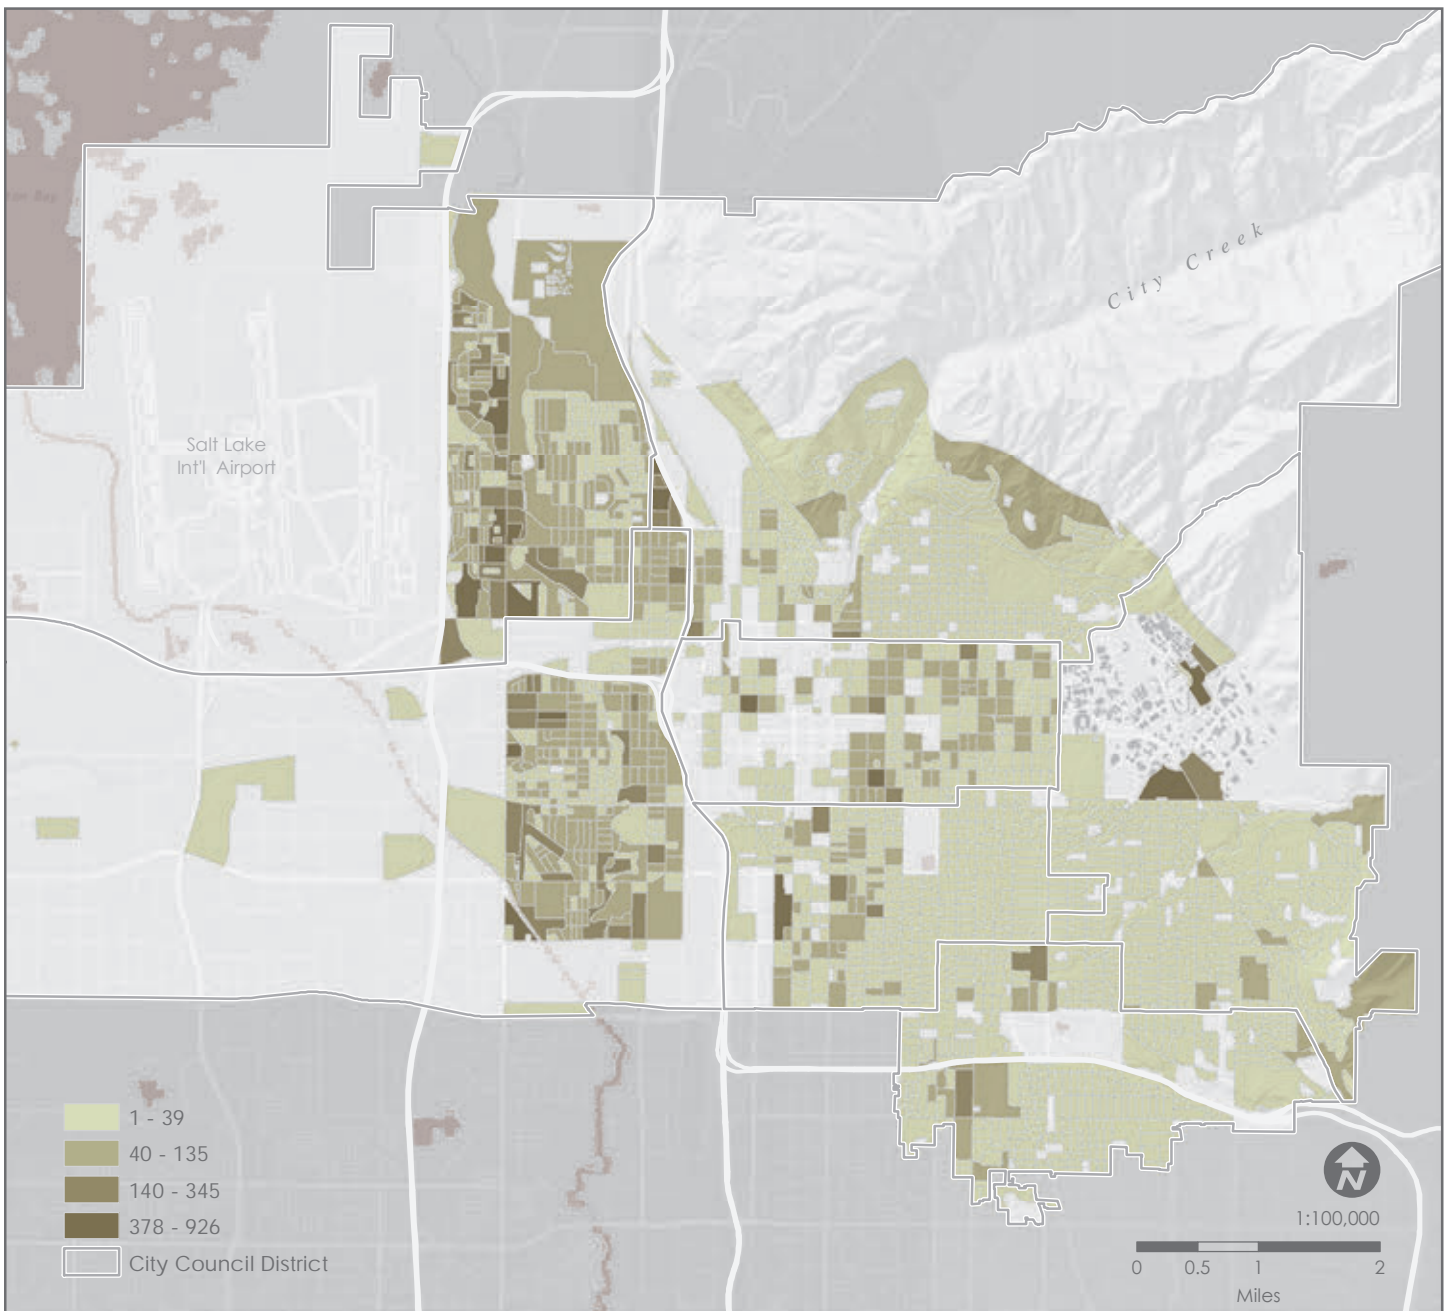 City Creek
Salt Lake
Int'l Airport
1 - 39
40 - 135
140 - 345
378 - 926
City Council District
N
1:100,000
0 0.5 1 2
Miles